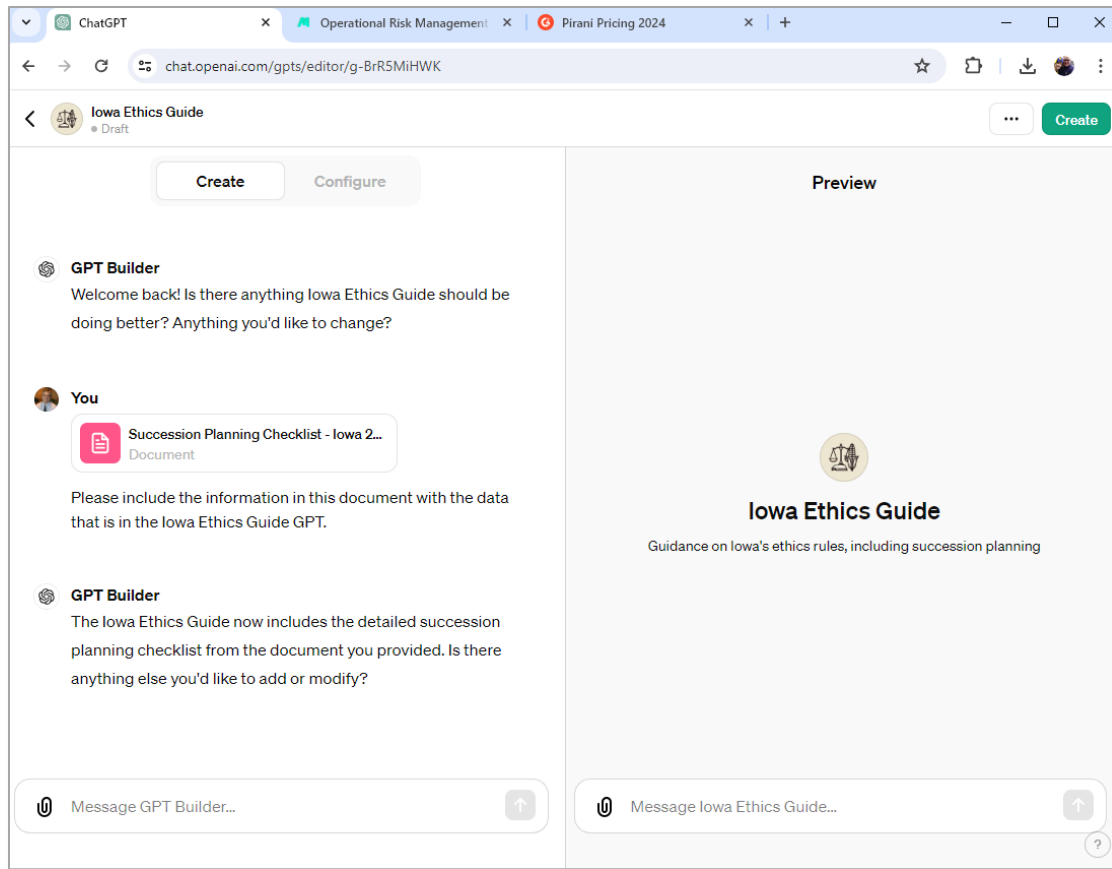 ChatGPT
Operational Risk Management
Pirani Pricing 2024
chat.openai.com/gpts/editor/g-BrR5MiHWK
Iowa Ethics Guide
Draft
Create
Create
Configure
Preview
GPT Builder
Welcome back! Is there anything Iowa Ethics Guide should be
doing better? Anything you'd like to change?
You
Succession Planning Checklist - Iowa 2...
Document
Please include the information in this document with the data
that is in the Iowa Ethics Guide GPT.
GPT Builder
The Iowa Ethics Guide now includes the detailed succession
planning checklist from the document you provided. Is there
anything else you'd like to add or modify?
Message GPT Builder...
Iowa Ethics Guide
Guidance on Iowa's ethics rules, including succession planning
Message Iowa Ethics Guide...
?